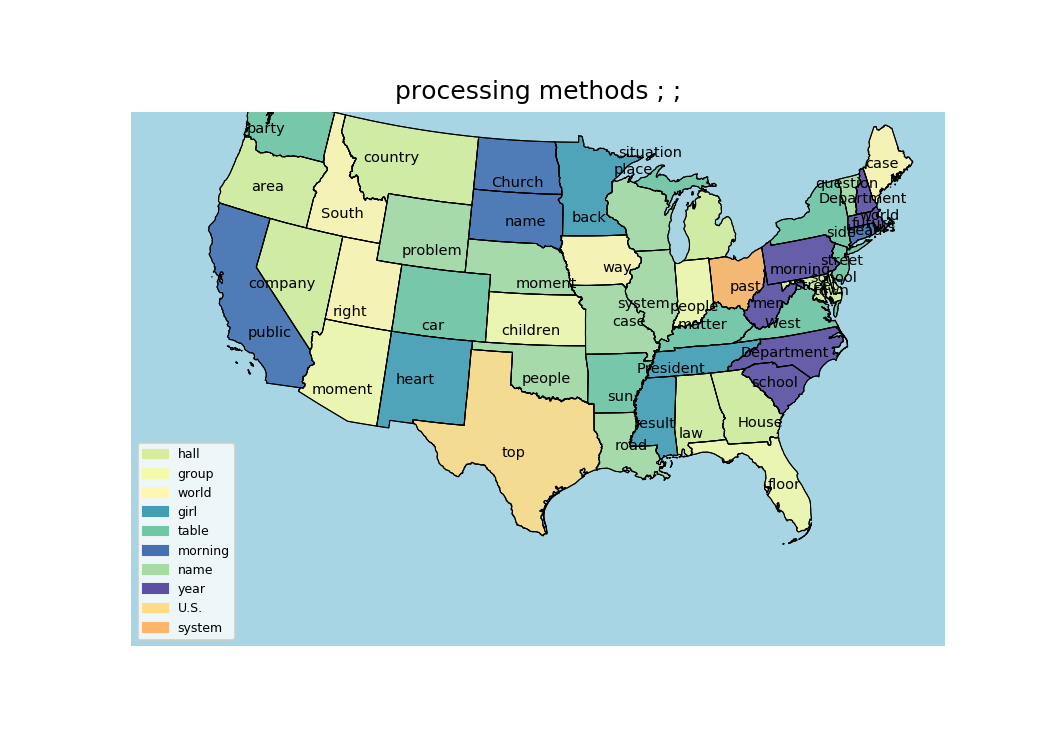 processing methods ; ;
party
country
situation
place
case
area
Church
question
Department
South
name
back
world
future
side
problem
way
street
morning
company
moment
school
past
men
town
right
system
people
public
car
children
case
matter
West
Department
President
moment
heart
people
sun
school
result
law
House
road
top
floor
hall
group
world
girl
table
morning
name
year
U.S.
system